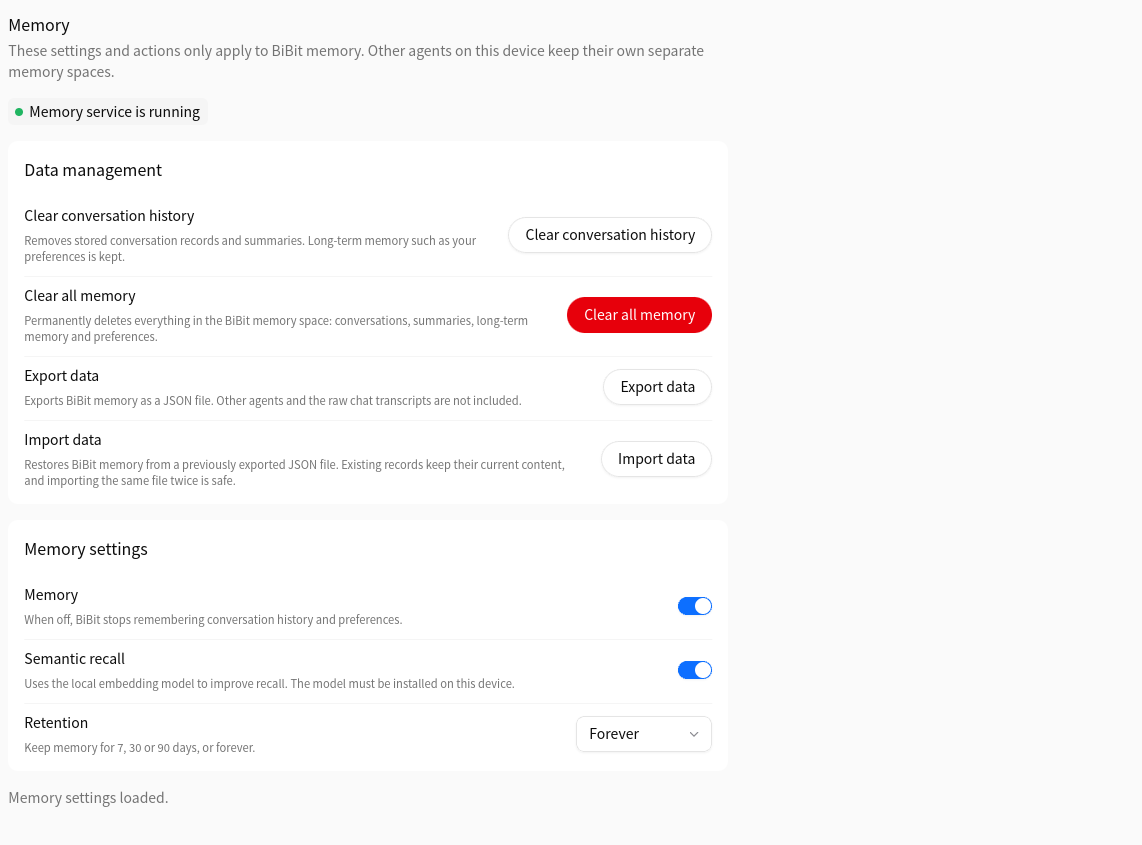 Memory
These settings and actions only apply to BiBit memory. Other agents on this device keep their own separate
memory spaces.
Memory service is running
Data management
Clear conversation history
Removes stored conversation records and summaries. Long-term memory such as your
preferences is kept.
Clear conversation history
Clear all memory
Permanently deletes everything in the BiBit memory space: conversations, summaries, long-term
memory and preferences.
Clear all memory
Export data
Exports BiBit memory as a JSON file. Other agents and the raw chat transcripts are not included.
Export data
Import data
Restores BiBit memory from a previously exported JSON file. Existing records keep their current content,
and importing the same file twice is safe.
Import data
Memory settings
Memory
When off, BiBit stops remembering conversation history and preferences.
Semantic recall
Uses the local embedding model to improve recall. The model must be installed on this device.
Retention
Keep memory for 7, 30 or 90 days, or forever.
Forever
Memory settings loaded.